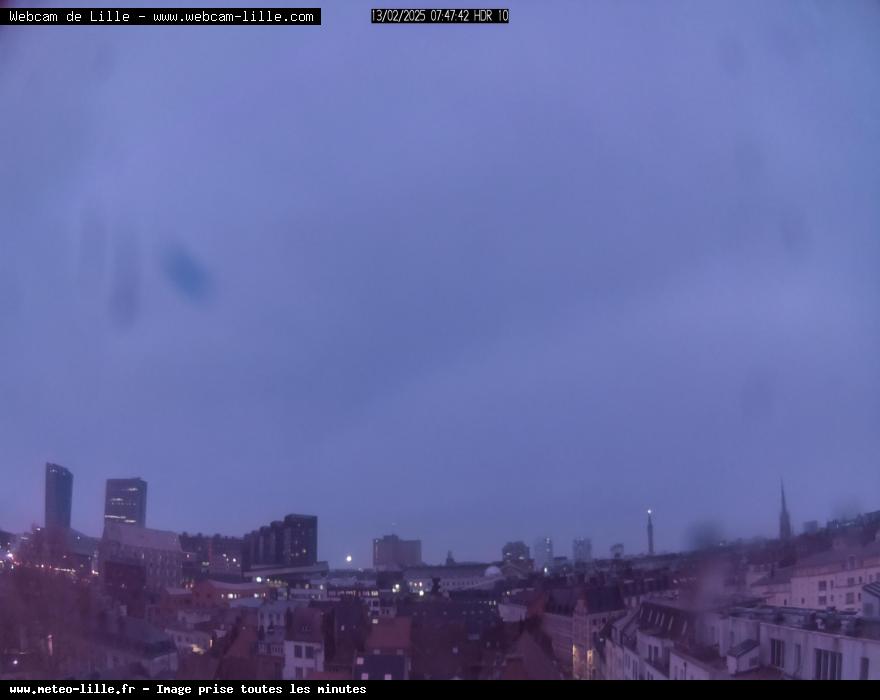 Webcam de Lille - www.webcam-lille.com
13/02/2025 07:47:42 HDR 10
www.meteo-lille.fr - Image prise toutes les minutes